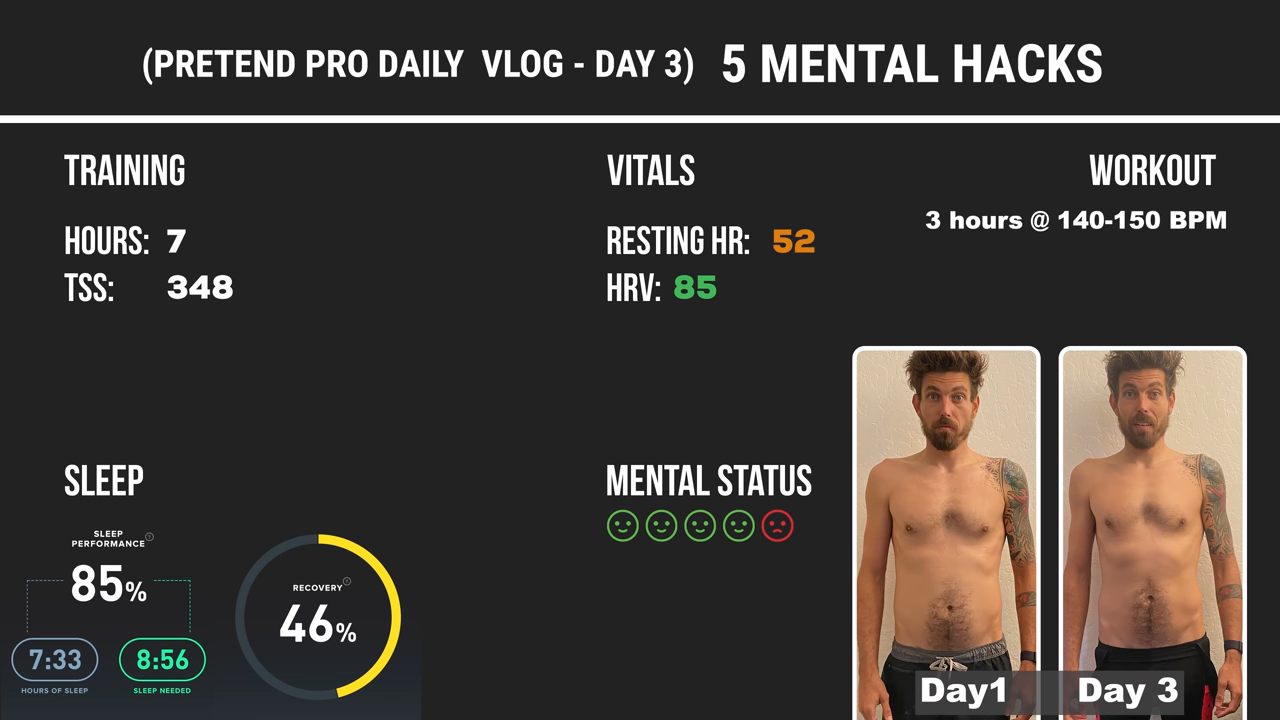 (PRETEND PRO DAILY VLOG - DAY 3) 5 MENTAL HACKS
TRAINING
HOURS: 7
TSS: 348
VITALS
RESTING HR: 52
HRV: 85
WORKOUT
3 hours @ 140-150 BPM
SLEEP
SLEEP
PERFORMANCE
85%
7:33
HOURS OF SLEEP
8:56
SLEEP NEEDED
RECOVERY
46%
MENTAL STATUS
Day1
Day 3